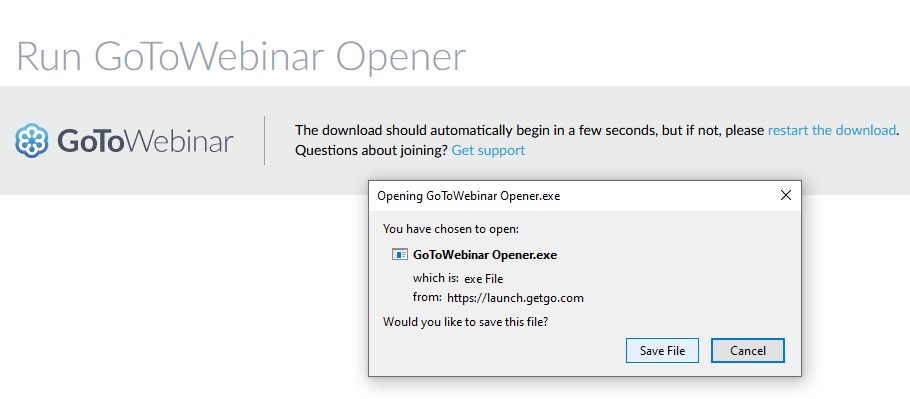 Run GoToWebinar Opener
GoToWebinar
The download should automatically begin in a few seconds, but if not, please restart the download.
Questions about joining? Get support
Opening GoToWebinar Opener.exe
You have chosen to open:
GoToWebinar Opener.exe
which is: exe File
from: https://launch.getgo.com
Would you like to save this file?
Save File
Cancel